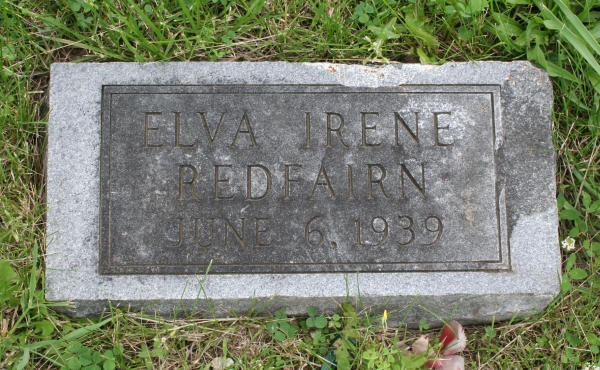 ELVA IRENE
REDFAIRN
JUNE 6, 1939